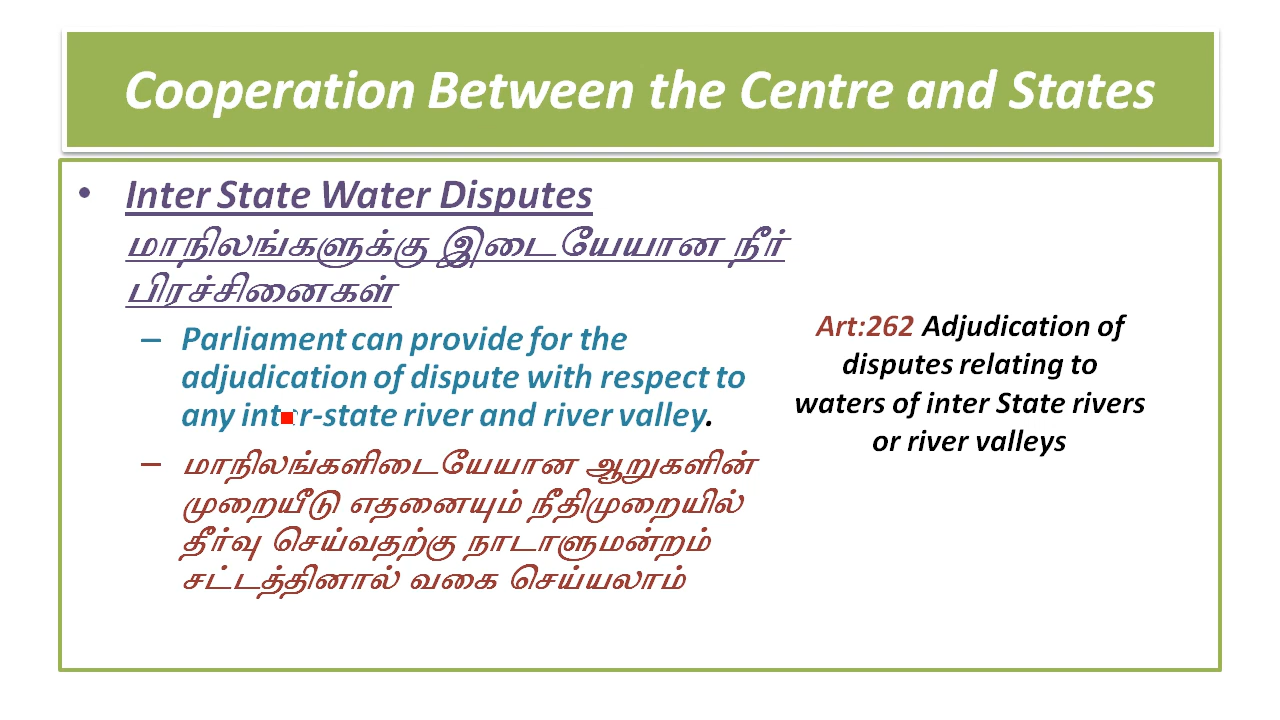 Cooperation Between the Centre and States
• Inter State Water Disputes
மாநிலங்களுக்கு இடையேயான நீர்
பிரச்சினைகள்
– Parliament can provide for the
adjudication of dispute with respect to
any inter-state river and river valley.
– மாநிலங்களிடையேயான ஆறுகளின்
முறையீடு எதனையும் நீதிமுறையில்
தீர்வு செய்வதற்கு நாடாளுமன்றம்
சட்டத்தினால் வகை செய்யலாம்
Art:262 Adjudication of
disputes relating to
waters of inter State rivers
or river valleys